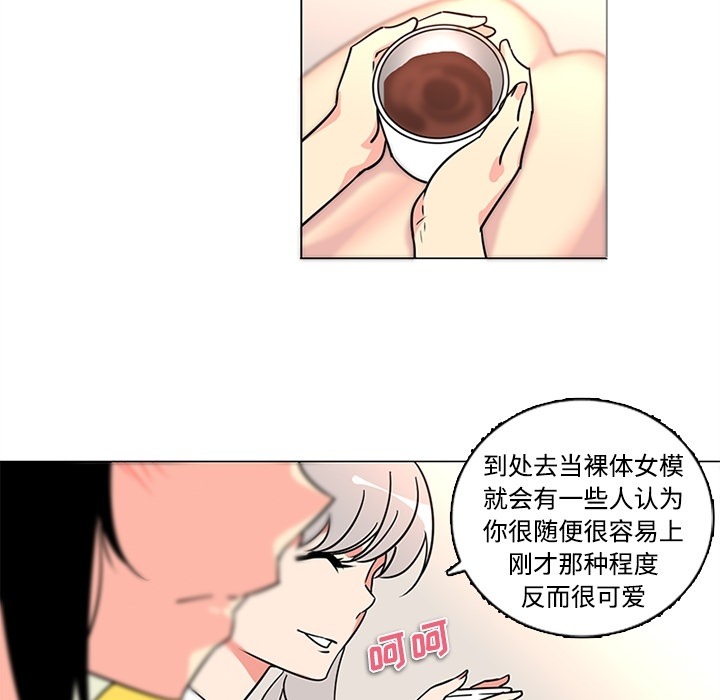 到处去当裸体女模
就会有一些人认为
你很随便很容易上
刚才那种程度
反而很可爱
呵呵